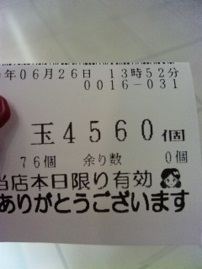 年06月26日 13時52分
0016-031
玉4560個
76個 余り数 0個
当店本日限り有効
ありがとうございます